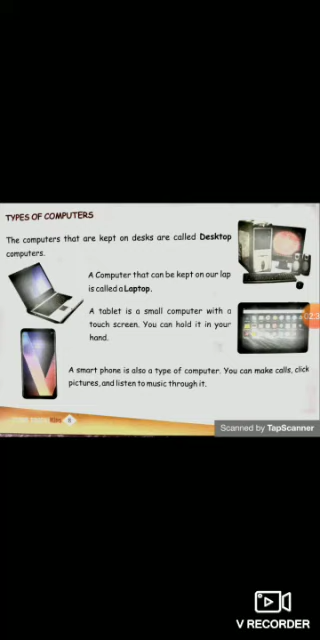 TYPES OF COMPUTERS
The computers that are kept on desks are called Desktop
computers.
A Computer that can be kept on our lap
is called a Laptop.
A tablet is a small computer with a
touch screen. You can hold it in your
hand.
A smart phone is also a type of computer. You can make calls, click
pictures, and listen to music through it.
Scanned by TapScanner
V RECORDER